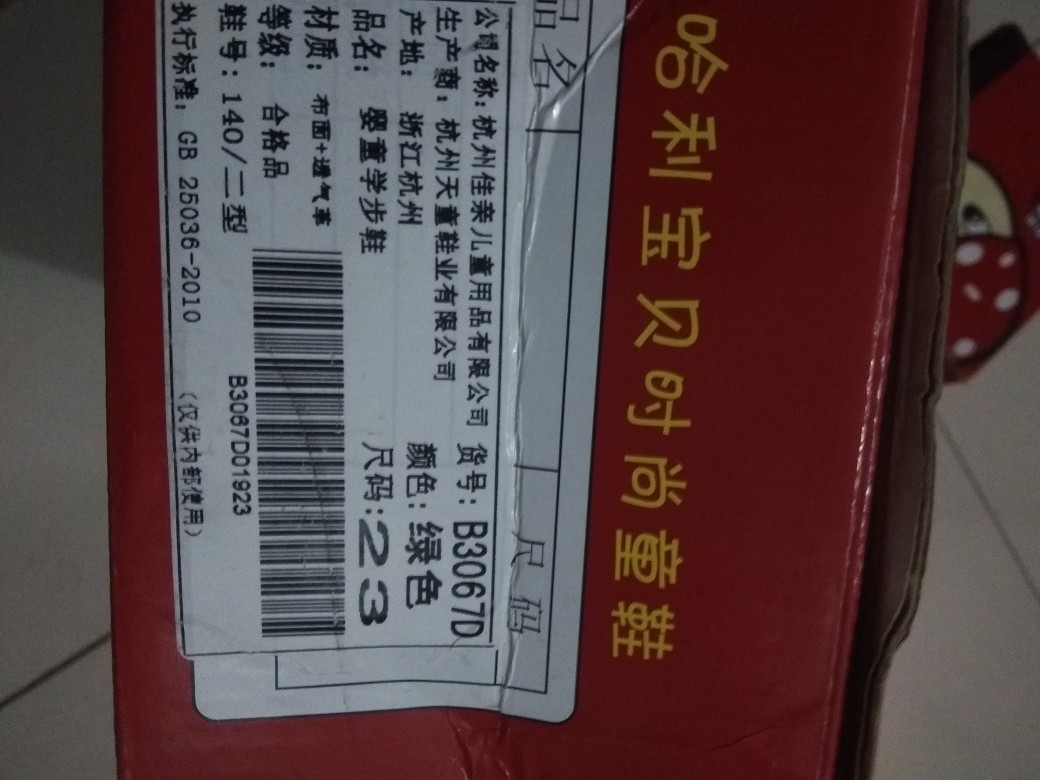 哈利宝贝时尚童鞋
品名
尺码
公司名称：杭州佳亲儿童用品有限公司 货号：B3067D
生产商：杭州天童鞋业有限公司
产地：浙江杭州 颜色：绿色
品名：婴童学步鞋 尺码：23
材质：布面+透气革
等级：合格品
鞋号：140/二型 B3067D01923
执行标准：GB 25036-2010 （仅供内部使用）